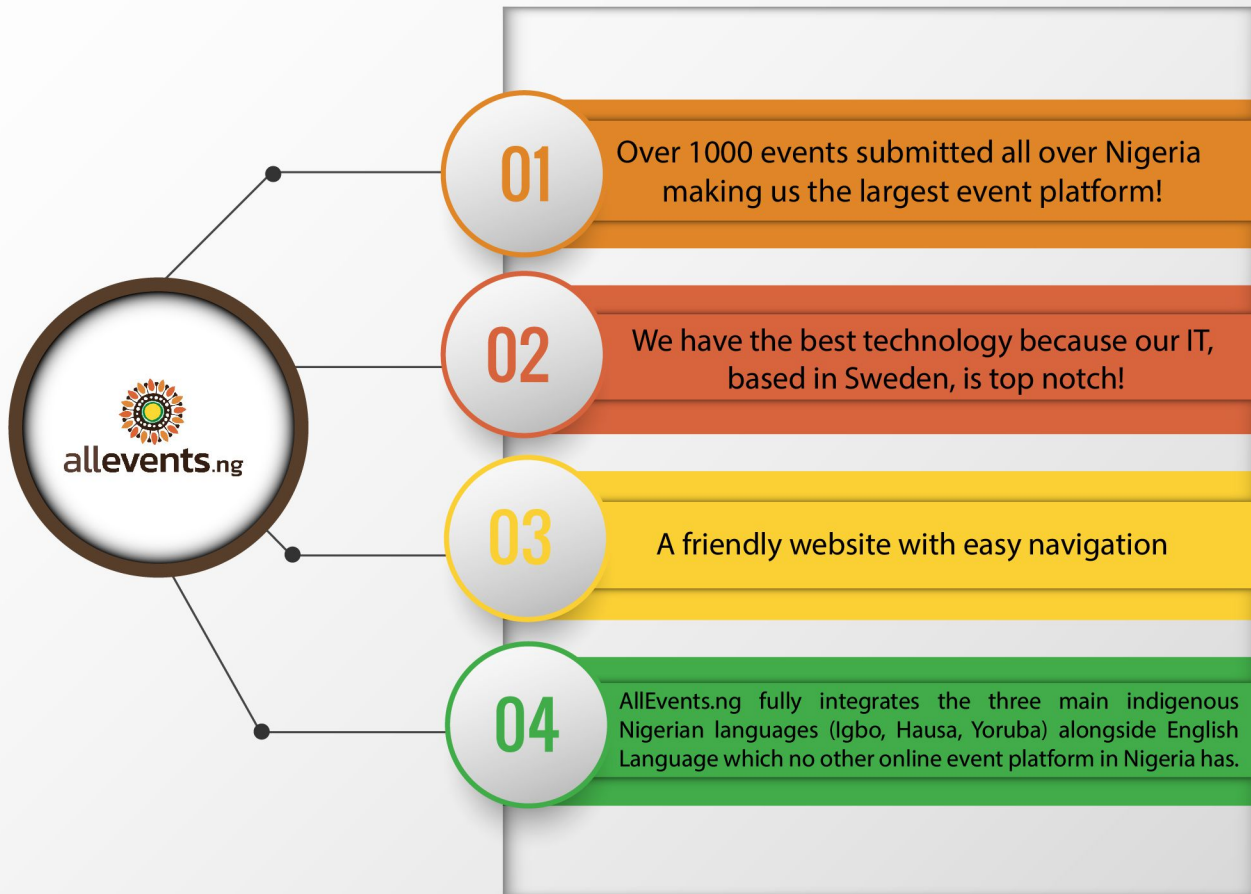 allevents.ng
01
Over 1000 events submitted all over Nigeria
making us the largest event platform!
02
We have the best technology because our IT,
based in Sweden, is top notch!
03
A friendly website with easy navigation
04
AllEvents.ng fully integrates the three main indigenous
Nigerian languages (Igbo, Hausa, Yoruba) alongside English
Language which no other online event platform in Nigeria has.